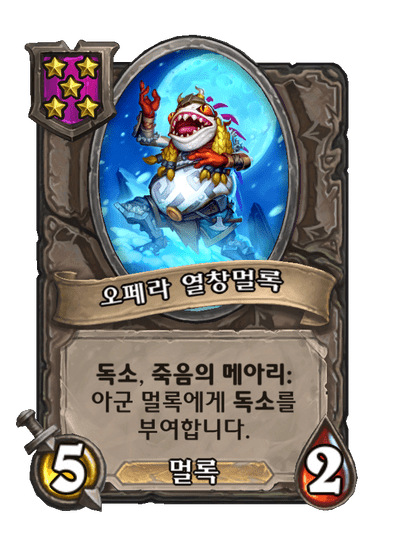 오페라 열창멀록
독소, 죽음의 메아리:
아군 멀록에게 독소를
부여합니다.
5
멀록
2